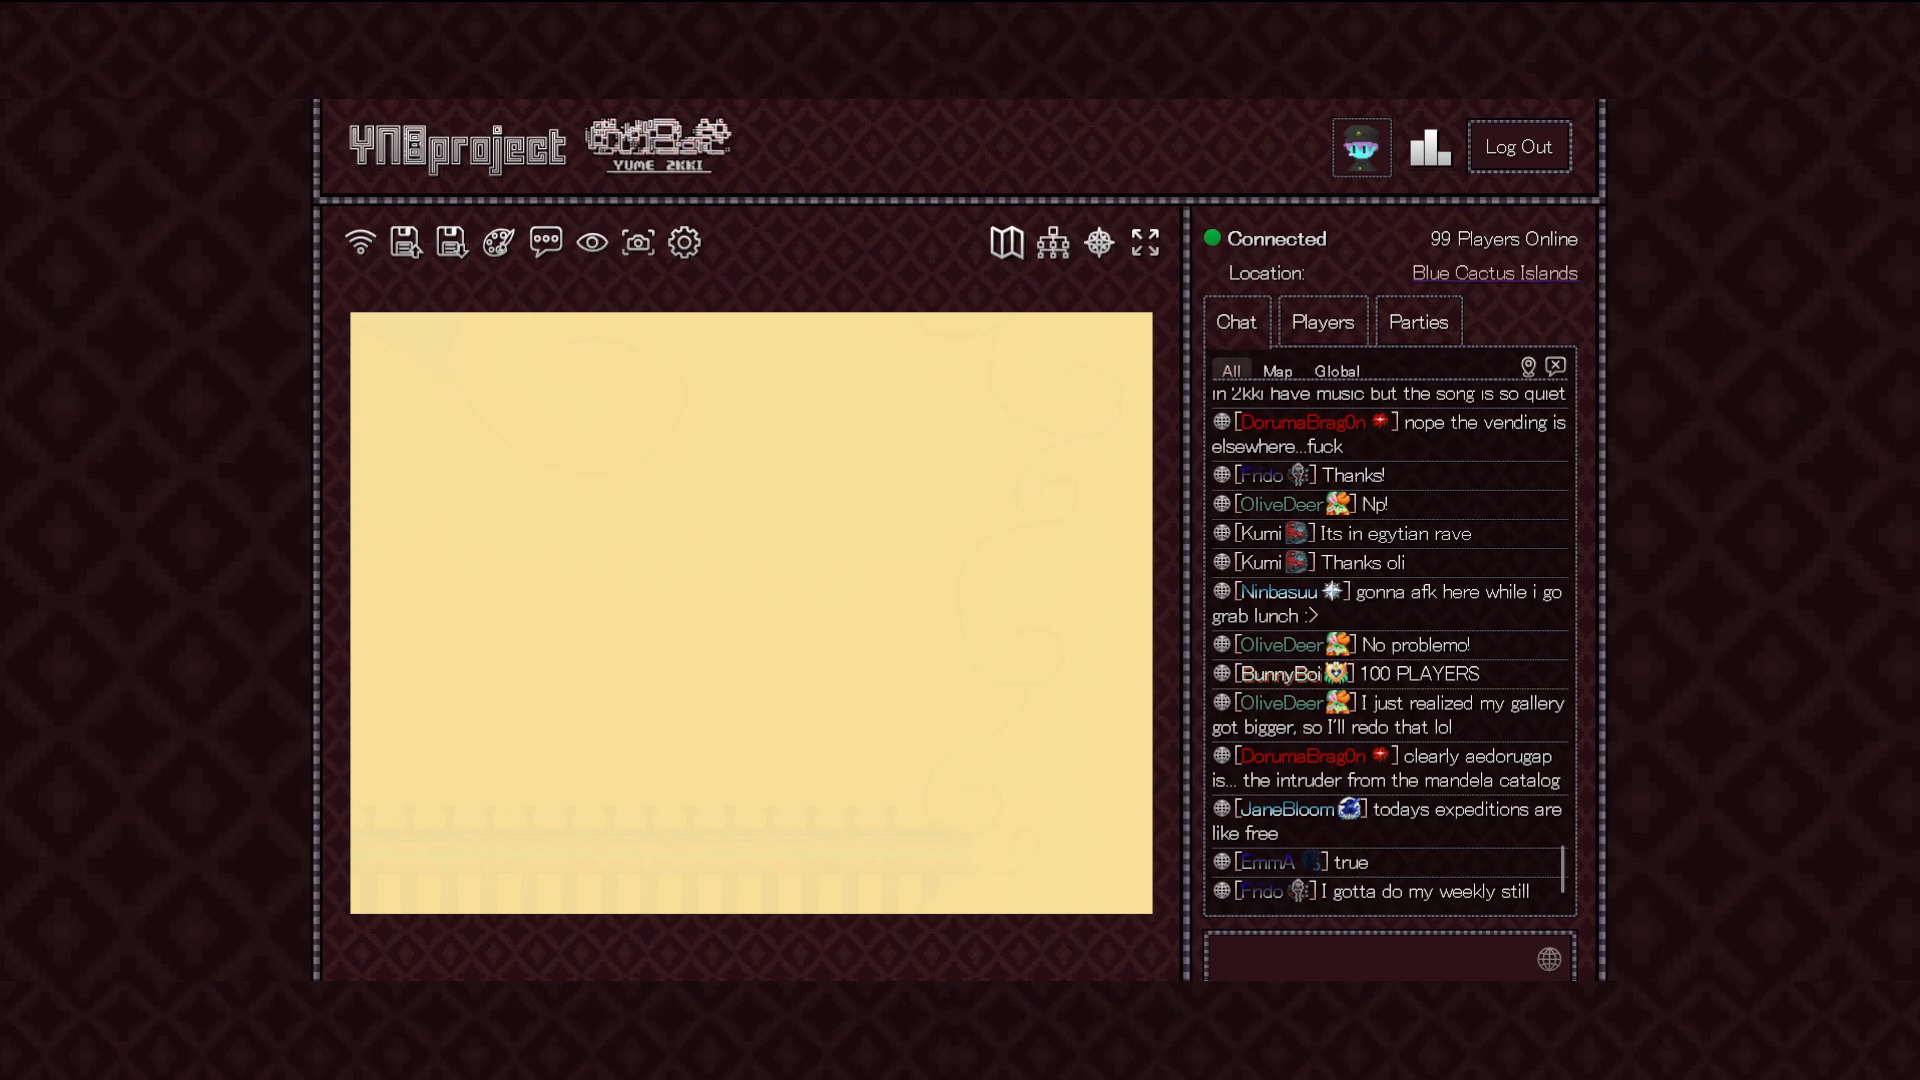 YNOproject
YUME 2KKI
Log Out
Connected
99 Players Online
Location:
Blue Cactus Islands
Chat
Players
Parties
All
Map
Global
in 2kki have music but the song is so quiet
[DorumaBrag0n] nope the vending is
elsewhere...fuck
[Frido] Thanks!
[OliveDeer] Np!
[Kumi] Its in egytian rave
[Kumi] Thanks oli
[Ninbasuu] gonna afk here while i go
grab lunch :>
[OliveDeer] No problemo!
[BunnyBoi] 100 PLAYERS
[OliveDeer] I just realized my gallery
got bigger, so I'll redo that lol
[DorumaBrag0n] clearly aedorugap
is... the intruder from the mandela catalog
[JaneBloom] todays expeditions are
like free
[EmmA] true
[Frido] I gotta do my weekly still